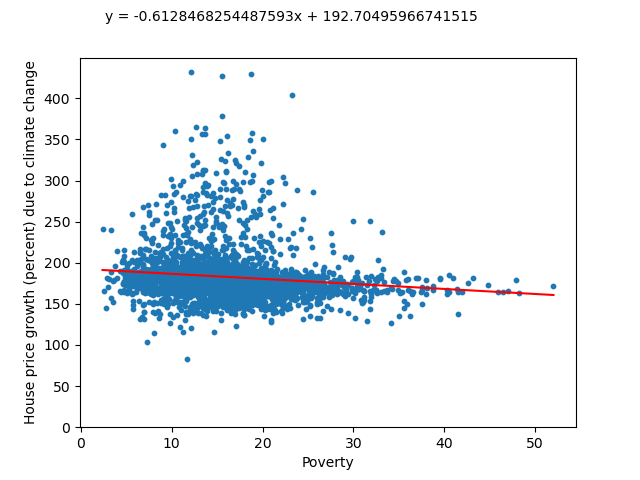 y = -0.6128468254487593x + 192.70495966741515
House price growth (percent) due to climate change
400
350
300
250
200
150
100
50
0
0 10 20 30 40 50
Poverty